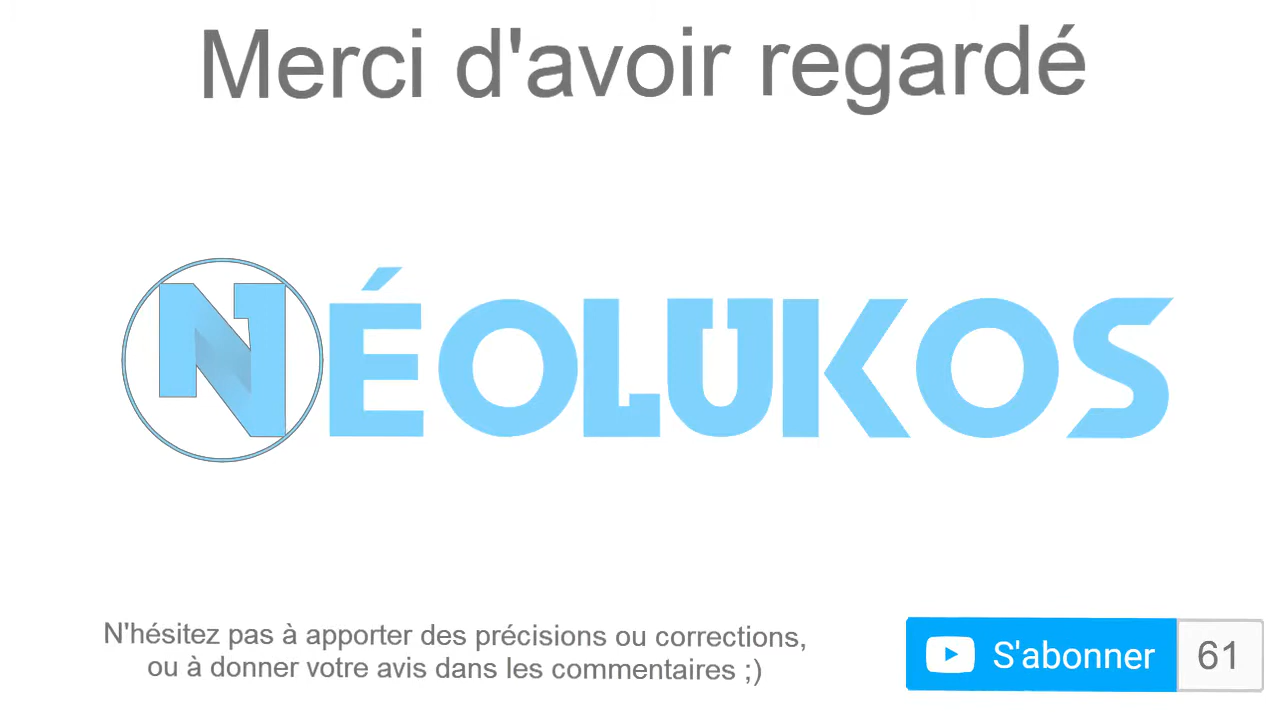 Merci d'avoir regardé
NÉOLUKOS
N'hésitez pas à apporter des précisions ou corrections,
ou à donner votre avis dans les commentaires ;)
S'abonner 61